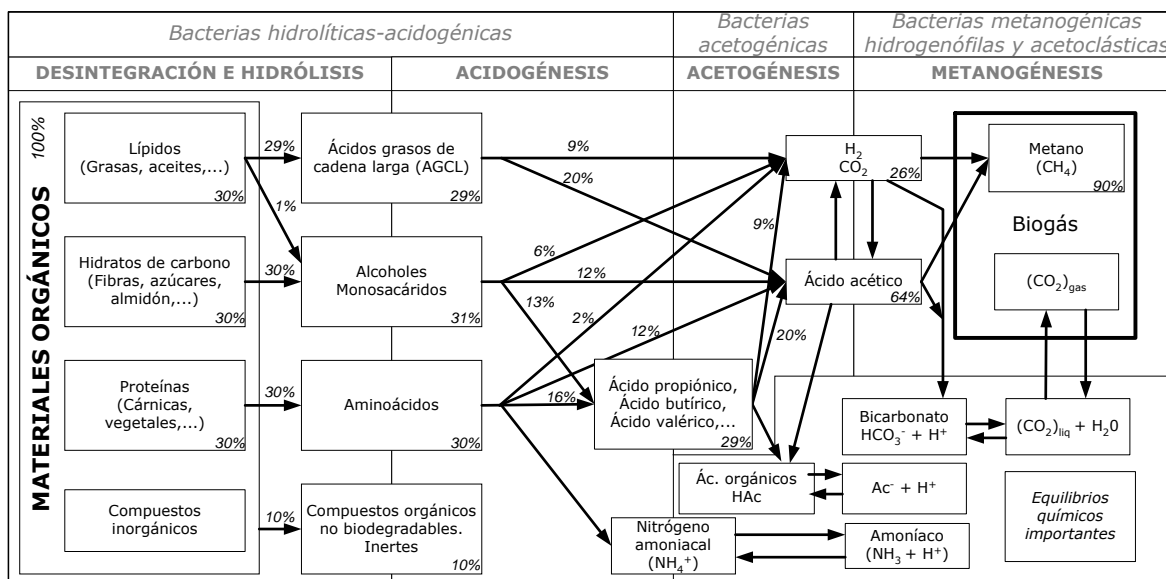 Bacterias hidrolíticas-acidogénicas
Bacterias
acetogénicas
Bacterias metanogénicas
hidrogenófilas y acetoclásticas
DESINTEGRACIÓN E HIDRÓLISIS
ACIDOGÉNESIS
ACETOGÉNESIS
METANOGÉNESIS
MATERIALES ORGÁNICOS
100%
Lípidos
(Grasas, aceites,...)
30%
29%
1%
Ácidos grasos de
cadena larga (AGCL)
29%
9%
20%
H₂
CO₂
26%
Metano
(CH₄)
90%
Biogás
Hidratos de carbono
(Fibras, azúcares,
almidón,...)
30%
30%
Alcoholes
Monosacáridos
31%
6%
12%
13%
2%
12%
9%
20%
Ácido acético
64%
(CO₂)gas
Proteínas
(Cárnicas,
vegetales,...)
30%
30%
Aminoácidos
30%
16%
Ácido propiónico,
Ácido butírico,
Ácido valérico,...
29%
Bicarbonato
HCO₃⁻ + H⁺
(CO₂)liq + H₂0
Ác. orgánicos
HAc
Ac⁻ + H⁺
Compuestos
inorgánicos
10%
Compuestos orgánicos
no biodegradables.
Inertes
10%
Nitrógeno
amoniacal
(NH₄⁺)
Amoníaco
(NH₃ + H⁺)
Equilibrios
químicos
importantes